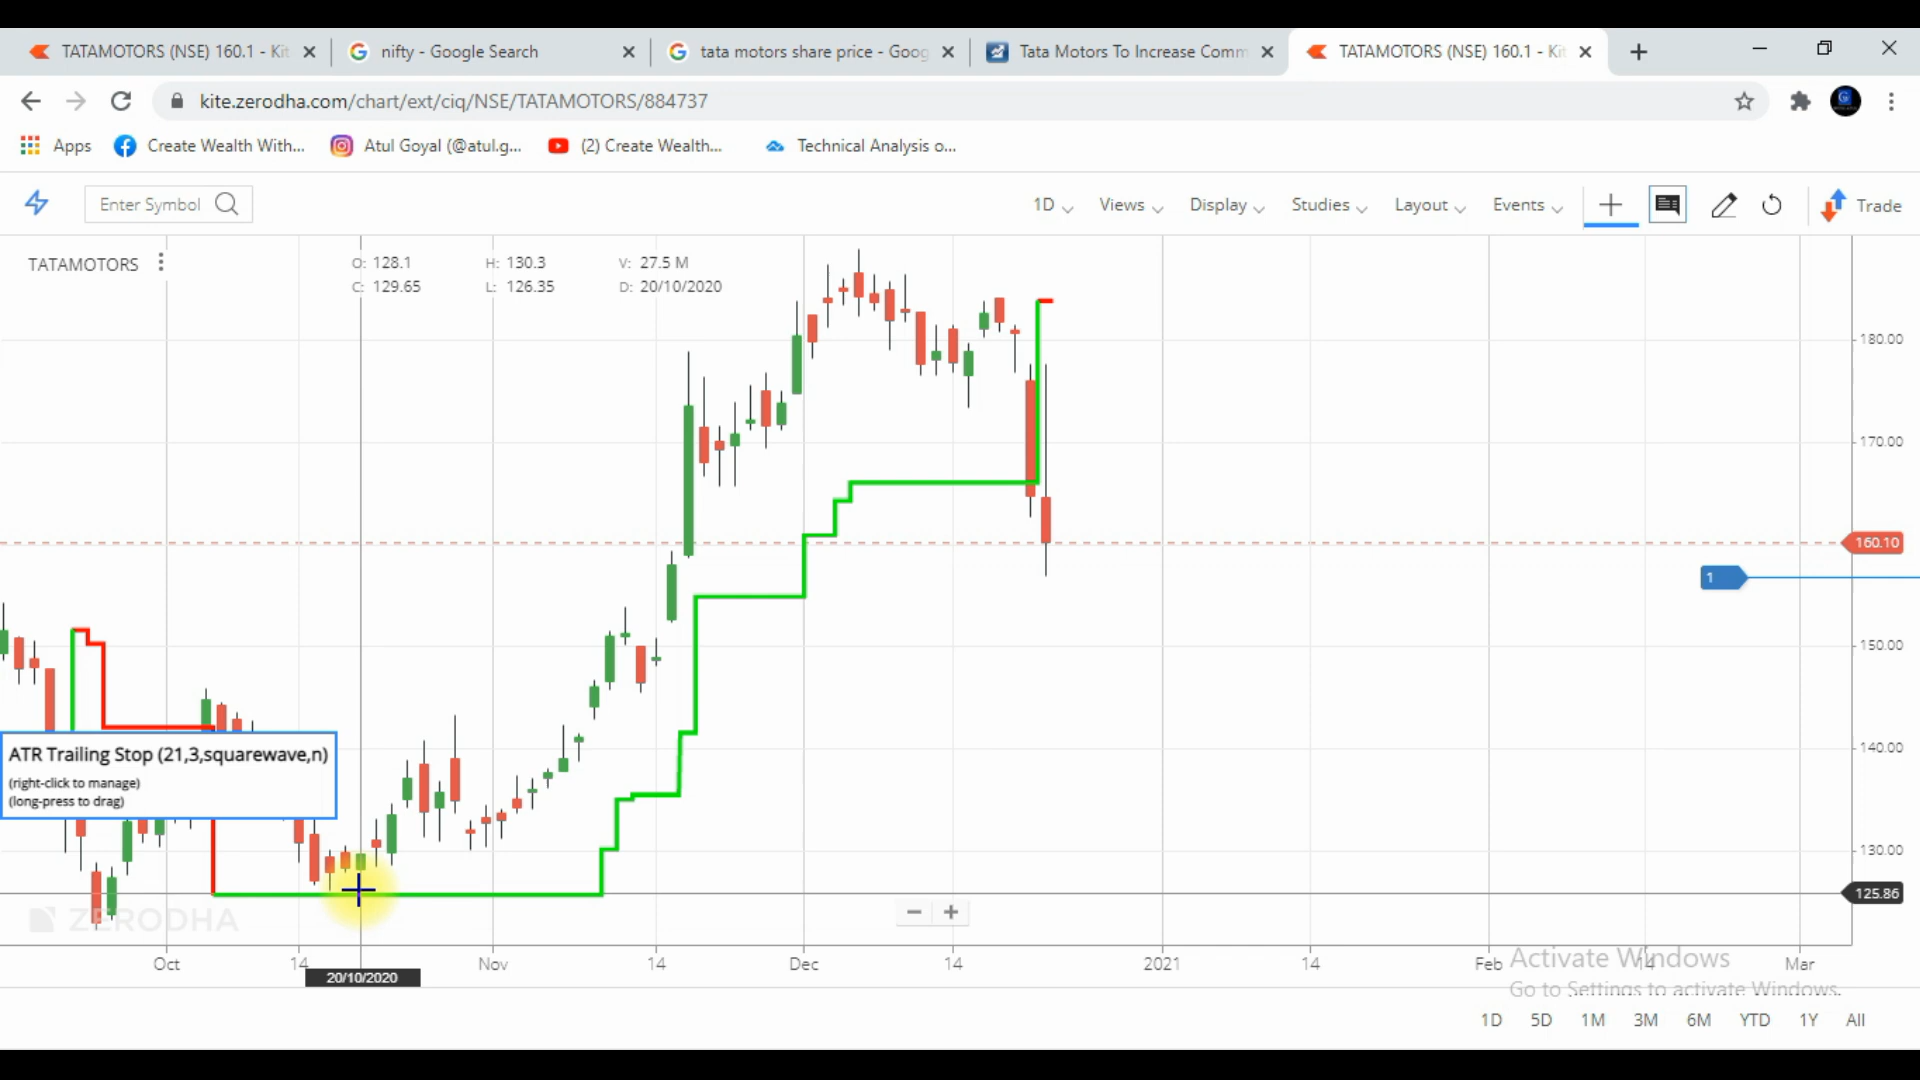 TATAMOTORS (NSE) 160.1 - Kit
nifty - Google Search
tata motors share price - Goog
Tata Motors To Increase Comm
TATAMOTORS (NSE) 160.1 - Kit
kite.zerodha.com/chart/ext/ciq/NSE/TATAMOTORS/884737
Apps
Create Wealth With...
Atul Goyal (@atul.g...
(2) Create Wealth...
Technical Analysis o...
Enter Symbol
1D
Views
Display
Studies
Layout
Events
Trade
TATAMOTORS
O: 128.1 H: 130.3 V: 27.5 M
C: 129.65 L: 126.35 D: 20/10/2020
180.00
170.00
160.10
1
150.00
140.00
130.00
125.86
ATR Trailing Stop (21,3,squarewave,n)
(right-click to manage)
(long-press to drag)
ZERODHA
Oct 14 Nov 14 Dec 14 2021 14 Feb 14 Mar
20/10/2020
Activate Windows
Go to Settings to activate Windows.
1D 5D 1M 3M 6M YTD 1Y All